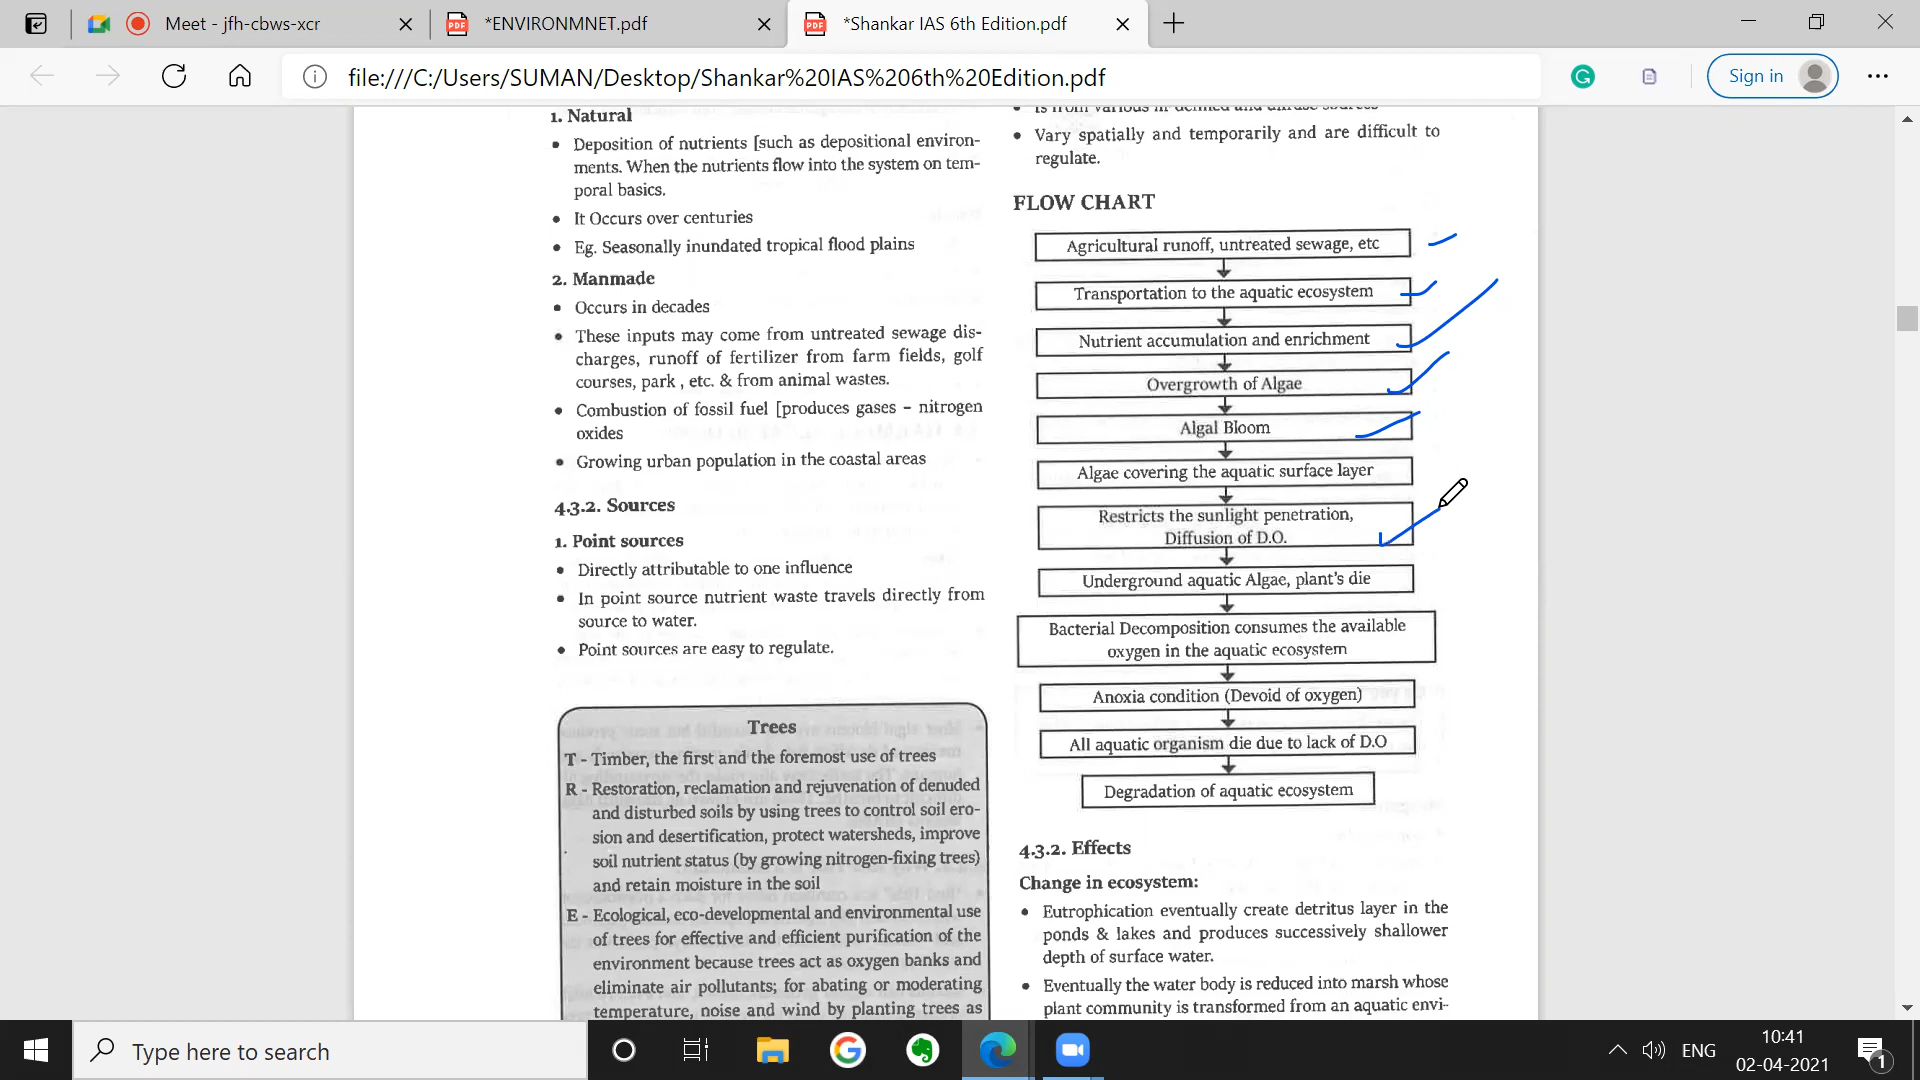 Meet - jfh-cbws-xcr
*ENVIRONMNET.pdf
*Shankar IAS 6th Edition.pdf
file:///C:/Users/SUMAN/Desktop/Shankar%20IAS%206th%20Edition.pdf
Sign in
1. Natural
• Deposition of nutrients [such as depositional environ-
ments. When the nutrients flow into the system on tem-
poral basics.
• It Occurs over centuries
• Eg. Seasonally inundated tropical flood plains
2. Manmade
• Occurs in decades
• These inputs may come from untreated sewage dis-
charges, runoff of fertilizer from farm fields, golf
courses, park , etc. & from animal wastes.
• Combustion of fossil fuel [produces gases – nitrogen
oxides
• Growing urban population in the coastal areas
4.3.2. Sources
1. Point sources
• Directly attributable to one influence
• In point source nutrient waste travels directly from
source to water.
• Point sources are easy to regulate.
Trees
T - Timber, the first and the foremost use of trees
R - Restoration, reclamation and rejuvenation of denuded
and disturbed soils by using trees to control soil ero-
sion and desertification, protect watersheds, improve
soil nutrient status (by growing nitrogen-fixing trees)
and retain moisture in the soil
E - Ecological, eco-developmental and environmental use
of trees for effective and efficient purification of the
environment because trees act as oxygen banks and
eliminate air pollutants; for abating or moderating
temperature, noise and wind by planting trees as
• Vary spatially and temporarily and are difficult to
regulate.
FLOW CHART
Agricultural runoff, untreated sewage, etc
Transportation to the aquatic ecosystem
Nutrient accumulation and enrichment
Overgrowth of Algae
Algal Bloom
Algae covering the aquatic surface layer
Restricts the sunlight penetration,
Diffusion of D.O.
Underground aquatic Algae, plant's die
Bacterial Decomposition consumes the available
oxygen in the aquatic ecosystem
Anoxia condition (Devoid of oxygen)
All aquatic organism die due to lack of D.O
Degradation of aquatic ecosystem
4.3.2. Effects
Change in ecosystem:
• Eutrophication eventually create detritus layer in the
ponds & lakes and produces successively shallower
depth of surface water.
• Eventually the water body is reduced into marsh whose
plant community is transformed from an aquatic envi-
Type here to search
ENG
10:41
02-04-2021
1